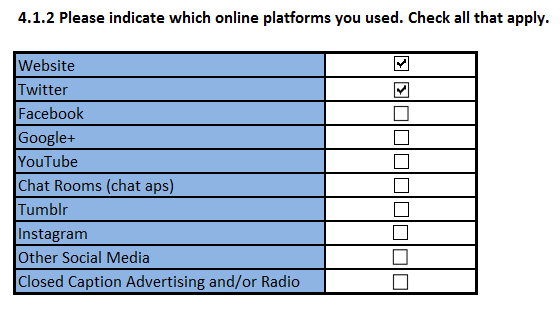 4.1.2 Please indicate which online platforms you used. Check all that apply.
Website
Twitter
Facebook
Google+
YouTube
Chat Rooms (chat aps)
Tumblr
Instagram
Other Social Media
Closed Caption Advertising and/or Radio